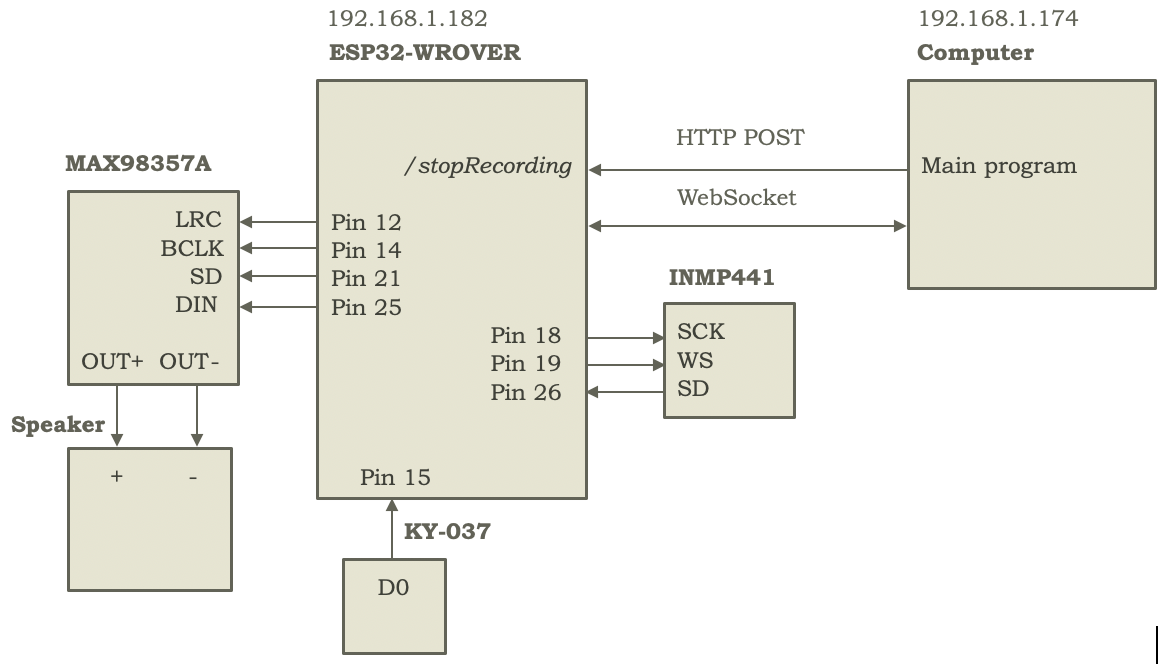 192.168.1.182
ESP32-WROVER
192.168.1.174
Computer
HTTP POST
/stopRecording
Main program
WebSocket
MAX98357A
LRC
BCLK
SD
DIN
OUT+ OUT-
Pin 12
Pin 14
Pin 21
Pin 25
INMP441
Pin 18
Pin 19
Pin 26
SCK
WS
SD
Speaker
+ -
Pin 15
KY-037
D0